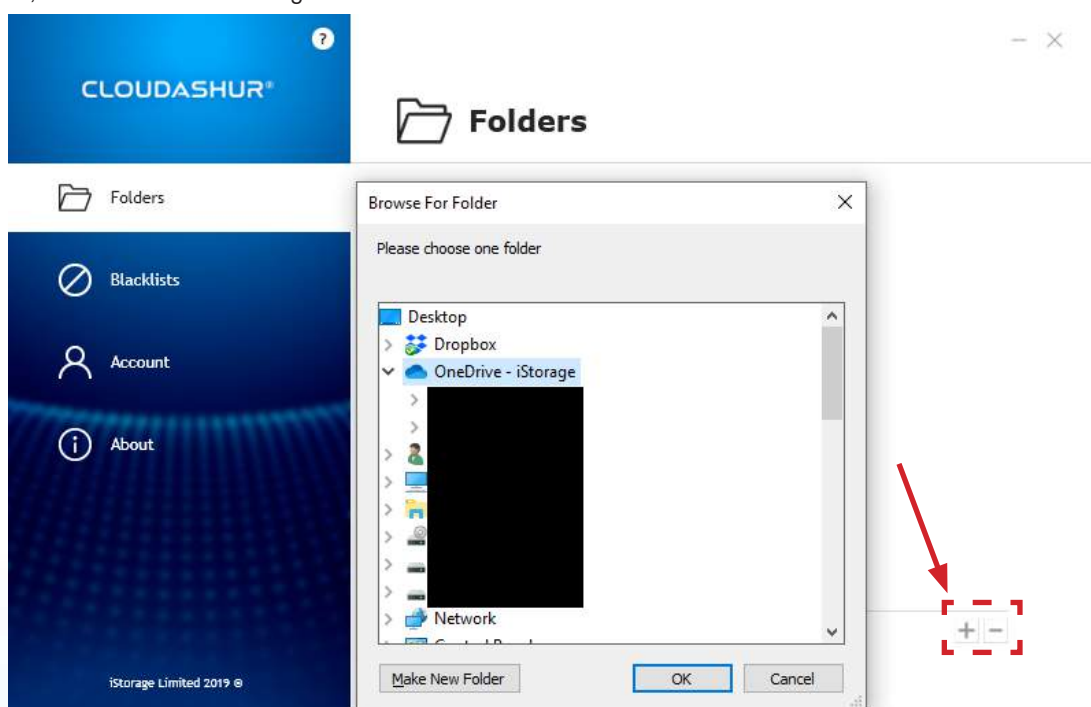 ?
CLOUDASHUR®
Folders
Folders
Blacklists
Account
About
iStorage Limited 2019 ®
Browse For Folder
Please choose one folder
Desktop
Dropbox
OneDrive - iStorage
Network
Make New Folder
OK
Cancel